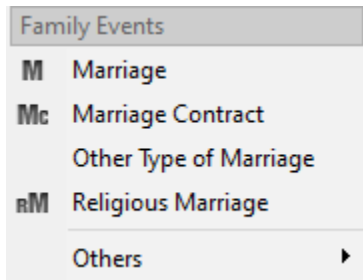 Family Events
M Marriage
Mc Marriage Contract
Other Type of Marriage
RM Religious Marriage
Others